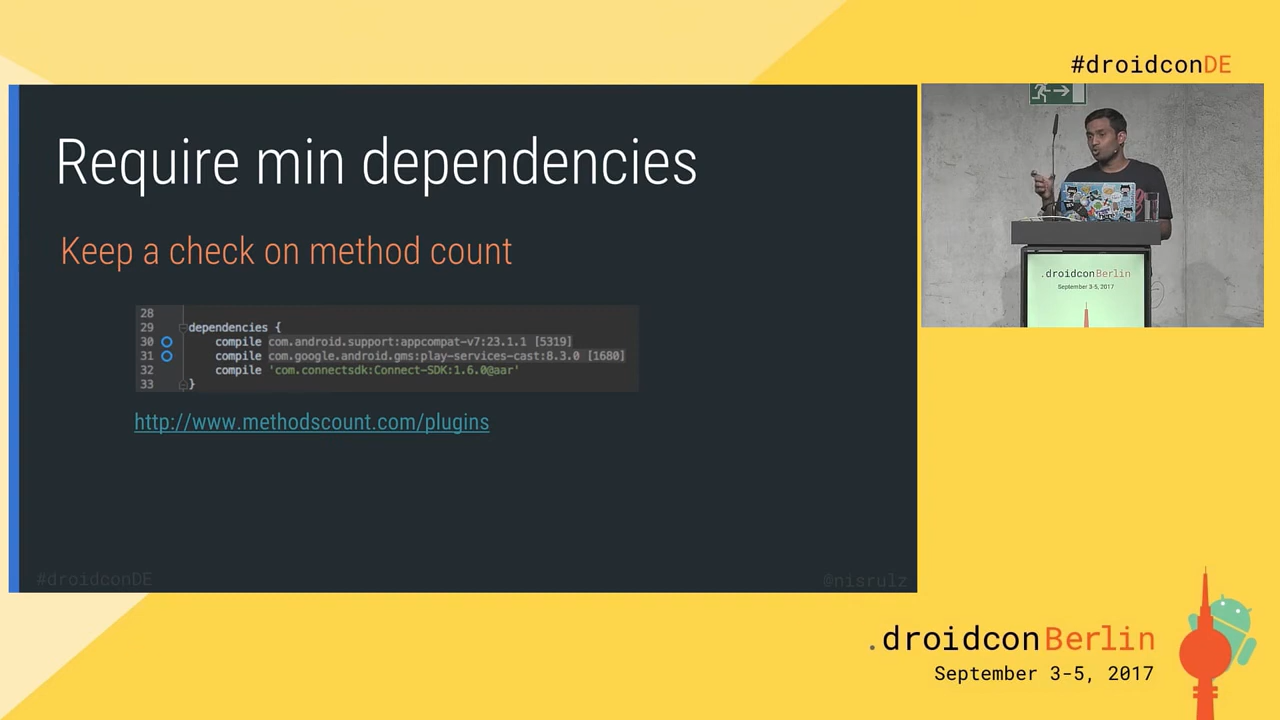 #droidconDE
Require min dependencies
Keep a check on method count
28
29 dependencies {
30 compile com.android.support:appcompat-v7:23.1.1 [5319]
31 compile com.google.android.gms:play-services-cast:8.3.0 [1680]
32 compile 'com.connectsdk:Connect-SDK:1.6.0@aar'
33 }
http://www.methodscount.com/plugins
#droidconDE
@nisrulz
.droidconBerlin
September 3-5, 2017
.droidconBerlin
September 3-5, 2017